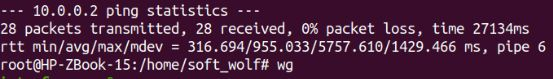 --- 10.0.0.2 ping statistics ---
28 packets transmitted, 28 received, 0% packet loss, time 27134ms
rtt min/avg/max/mdev = 316.694/955.033/5757.610/1429.466 ms, pipe 6
root@HP-ZBook-15:/home/soft_wolf# wg